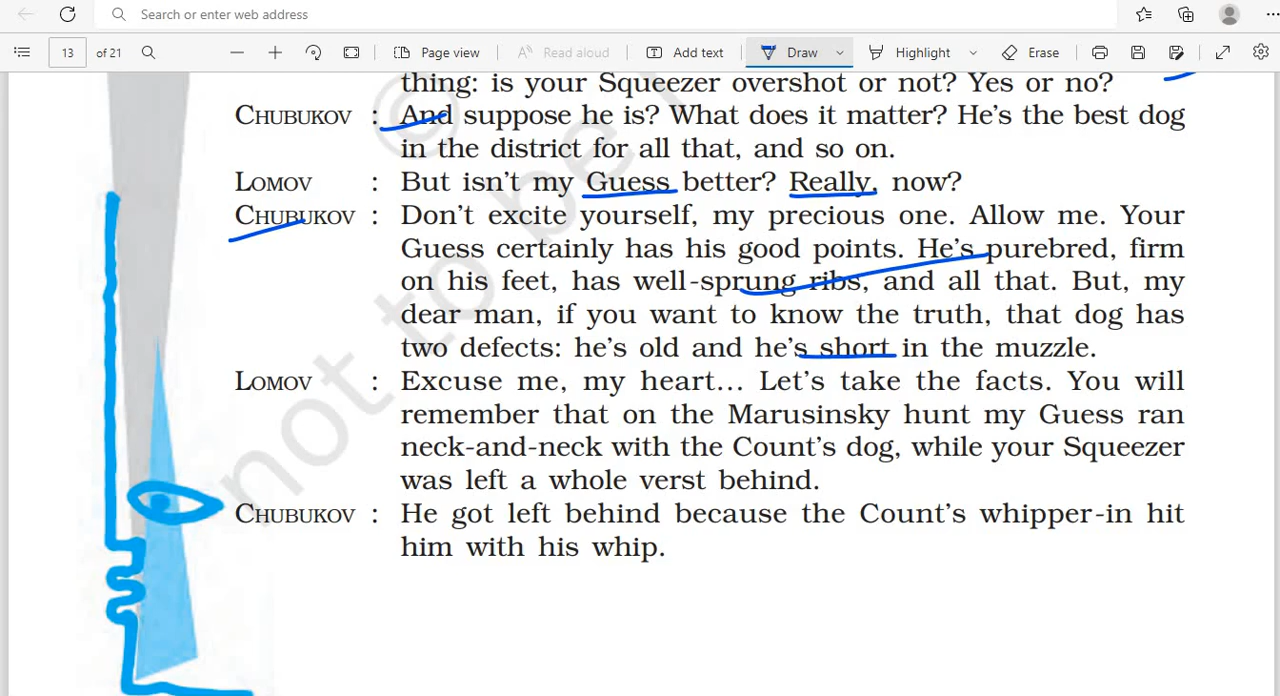 Search or enter web address
13 of 21 Page view Read aloud Add text Draw Highlight Erase
thing: is your Squeezer overshot or not? Yes or no?
CHUBUKOV : And suppose he is? What does it matter? He's the best dog
in the district for all that, and so on.
LOMOV : But isn't my Guess better? Really, now?
CHUBUKOV : Don't excite yourself, my precious one. Allow me. Your
Guess certainly has his good points. He's purebred, firm
on his feet, has well-sprung ribs, and all that. But, my
dear man, if you want to know the truth, that dog has
two defects: he's old and he's short in the muzzle.
LOMOV : Excuse me, my heart... Let's take the facts. You will
remember that on the Marusinsky hunt my Guess ran
neck-and-neck with the Count's dog, while your Squeezer
was left a whole verst behind.
CHUBUKOV : He got left behind because the Count's whipper-in hit
him with his whip.
© not to be